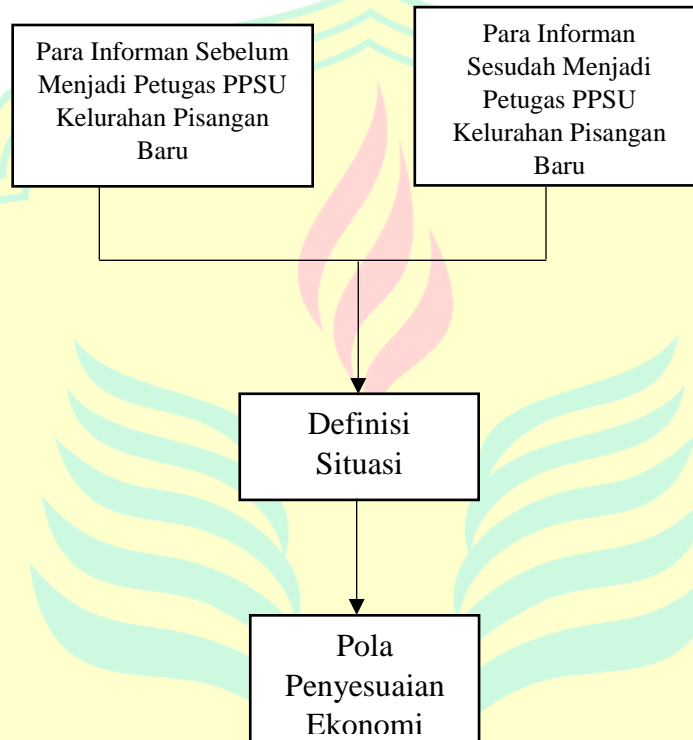 Para Informan Sebelum
Menjadi Petugas PPSU
Kelurahan Pisangan
Baru
Para Informan
Sesudah Menjadi
Petugas PPSU
Kelurahan Pisangan
Baru
Definisi
Situasi
Pola
Penyesuaian
Ekonomi